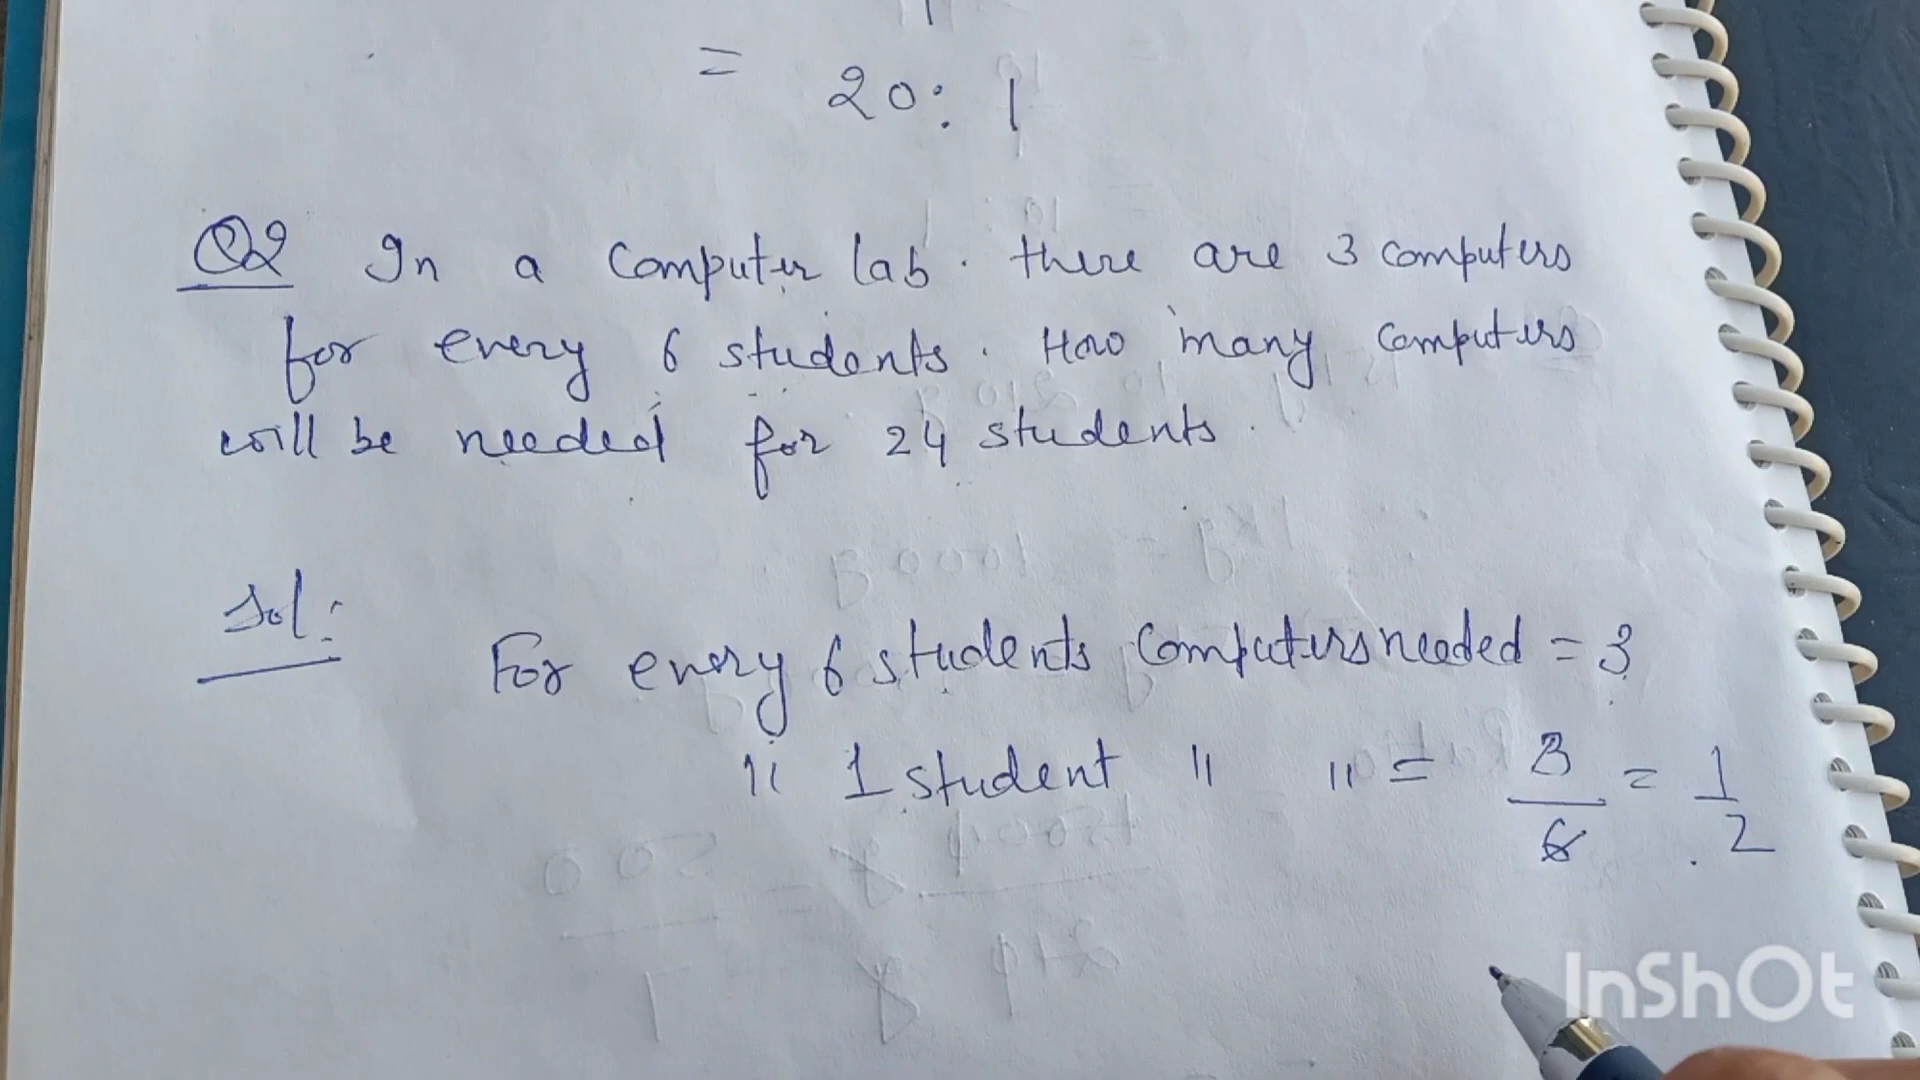 = 20:1
Q2 In a computer lab. there are 3 computers
for every 6 students. How many computers
will be needed for 24 students.
Sol:
For every 6 students computers needed = 3
" 1 student " " = 3/6 = 1/2
InShOt